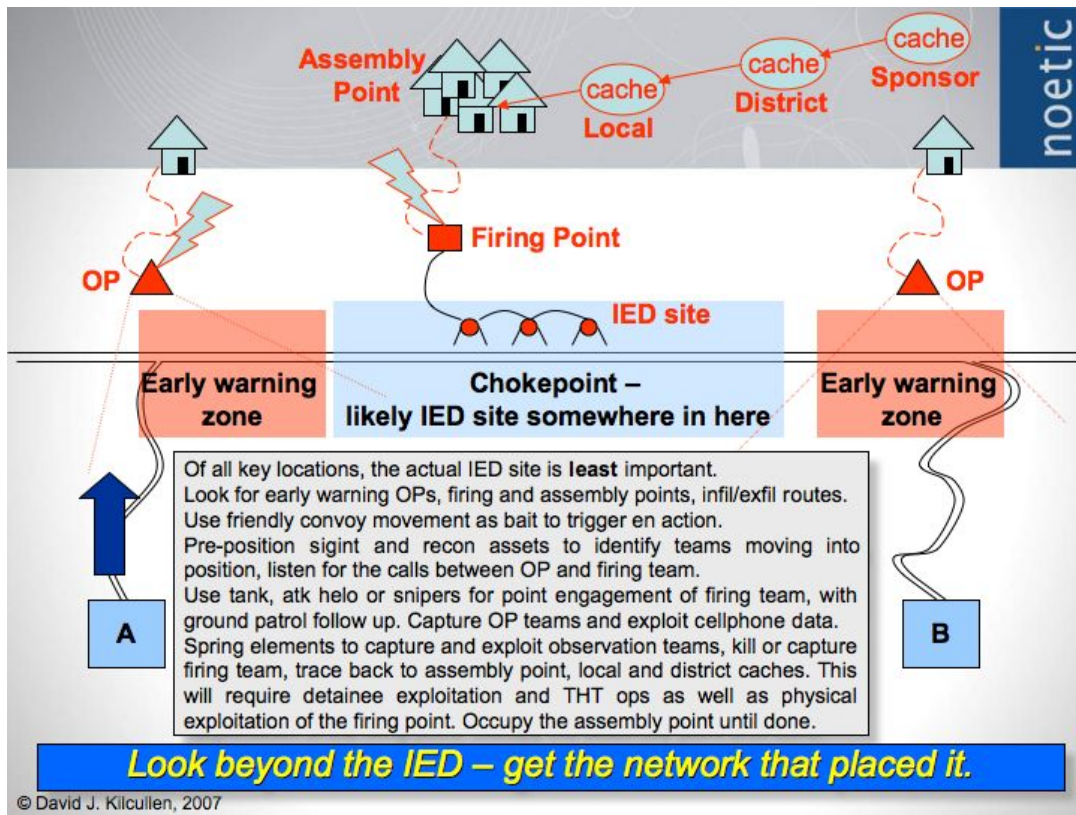 noetic
cache
Sponsor
cache
District
cache
Local
Assembly
Point
Firing Point
OP
OP
IED site
Early warning
zone
Chokepoint –
likely IED site somewhere in here
Early warning
zone
Of all key locations, the actual IED site is least important.
Look for early warning OPs, firing and assembly points, infil/exfil routes.
Use friendly convoy movement as bait to trigger en action.
Pre-position sigint and recon assets to identify teams moving into
position, listen for the calls between OP and firing team.
Use tank, atk helo or snipers for point engagement of firing team, with
ground patrol follow up. Capture OP teams and exploit cellphone data.
Spring elements to capture and exploit observation teams, kill or capture
firing team, trace back to assembly point, local and district caches. This
will require detainee exploitation and THT ops as well as physical
exploitation of the firing point. Occupy the assembly point until done.
A
B
Look beyond the IED – get the network that placed it.
© David J. Kilcullen, 2007